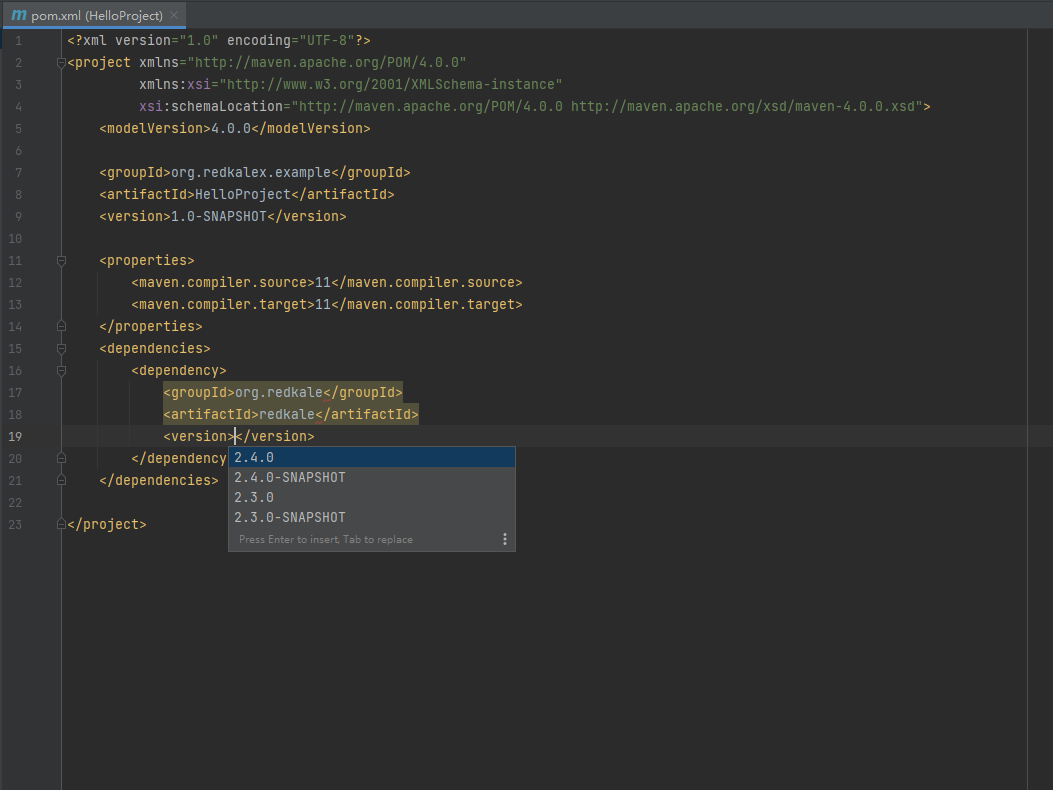 m pom.xml (HelloProject)
1 <?xml version="1.0" encoding="UTF-8"?>
2 <project xmlns="http://maven.apache.org/POM/4.0.0"
3 xmlns:xsi="http://www.w3.org/2001/XMLSchema-instance"
4 xsi:schemaLocation="http://maven.apache.org/POM/4.0.0 http://maven.apache.org/xsd/maven-4.0.0.xsd">
5 <modelVersion>4.0.0</modelVersion>
6
7 <groupId>org.redkalex.example</groupId>
8 <artifactId>HelloProject</artifactId>
9 <version>1.0-SNAPSHOT</version>
10
11 <properties>
12 <maven.compiler.source>11</maven.compiler.source>
13 <maven.compiler.target>11</maven.compiler.target>
14 </properties>
15 <dependencies>
16 <dependency>
17 <groupId>org.redkale</groupId>
18 <artifactId>redkale</artifactId>
19 <version></version>
20 </dependency
21 </dependencies>
22
23 </project>
2.4.0
2.4.0-SNAPSHOT
2.3.0
2.3.0-SNAPSHOT
Press Enter to insert, Tab to replace